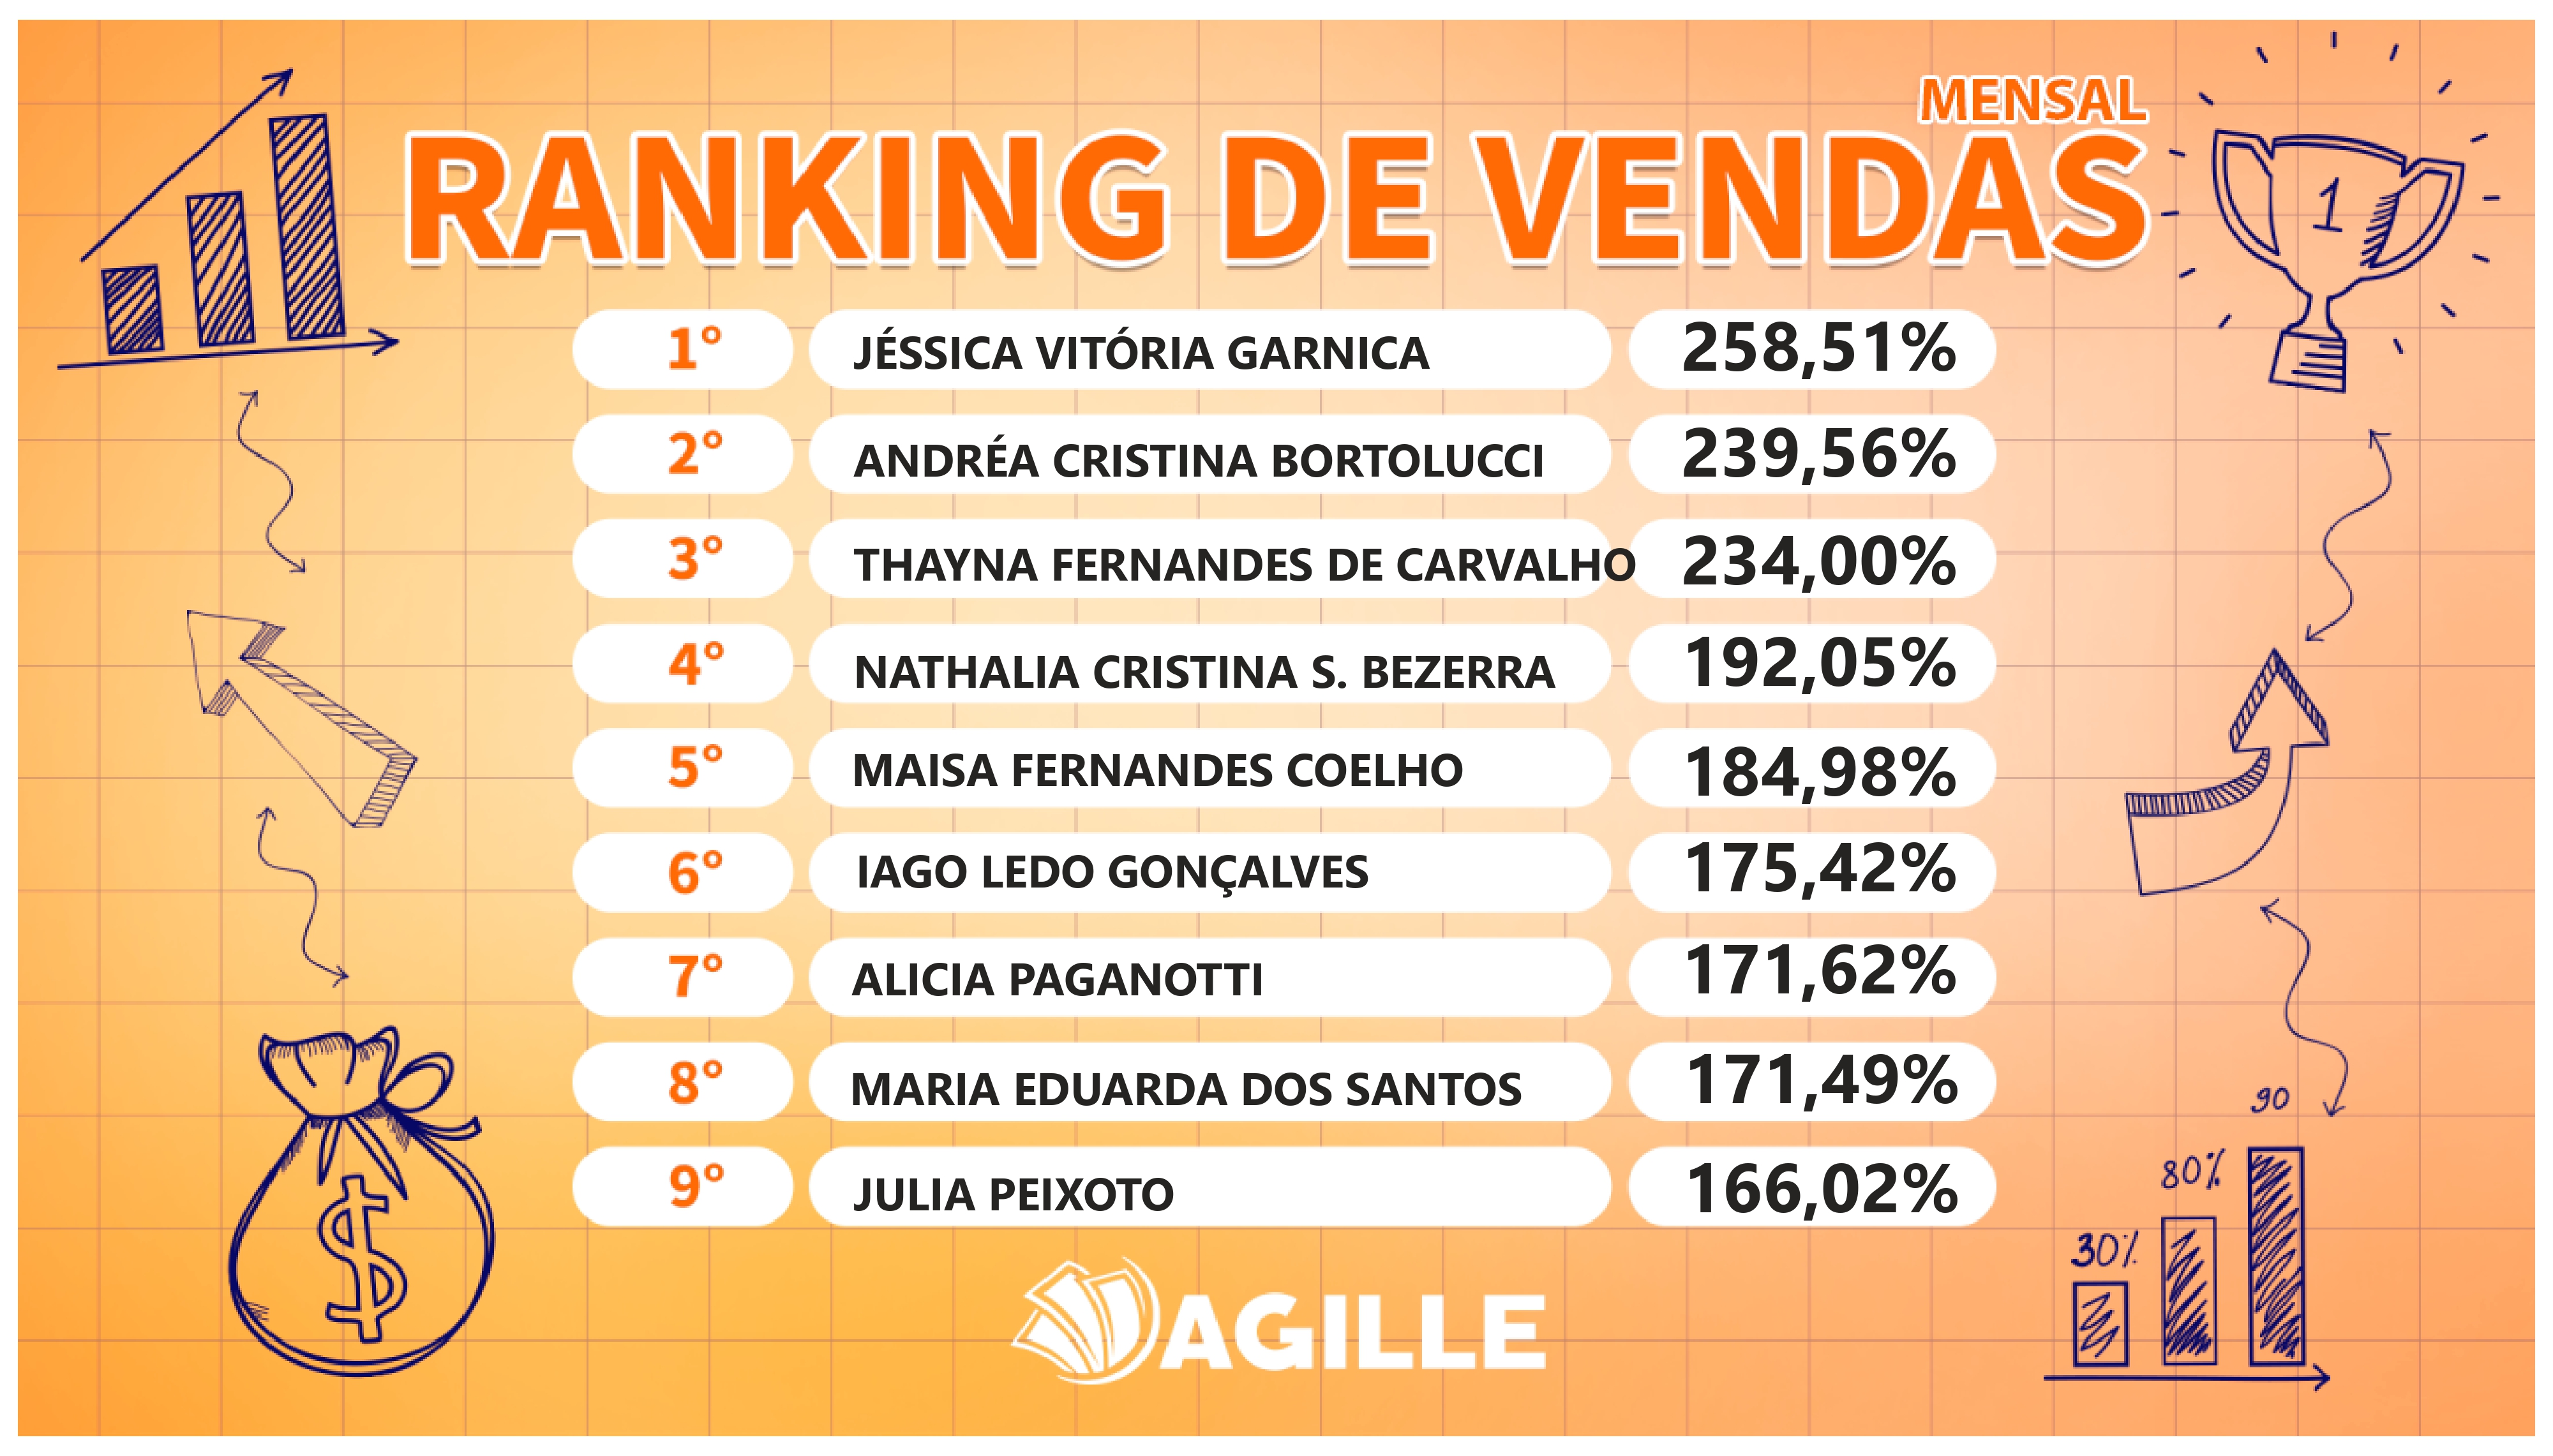 MENSAL
RANKING DE VENDAS
1
1° JÉSSICA VITÓRIA GARNICA 258,51%
2° ANDRÉA CRISTINA BORTOLUCCI 239,56%
3° THAYNA FERNANDES DE CARVALHO 234,00%
4° NATHALIA CRISTINA S. BEZERRA 192,05%
5° MAISA FERNANDES COELHO 184,98%
6° IAGO LEDO GONÇALVES 175,42%
7° ALICIA PAGANOTTI 171,62%
8° MARIA EDUARDA DOS SANTOS 171,49%
9° JULIA PEIXOTO 166,02%
$
30%
80%
90
AGILLE